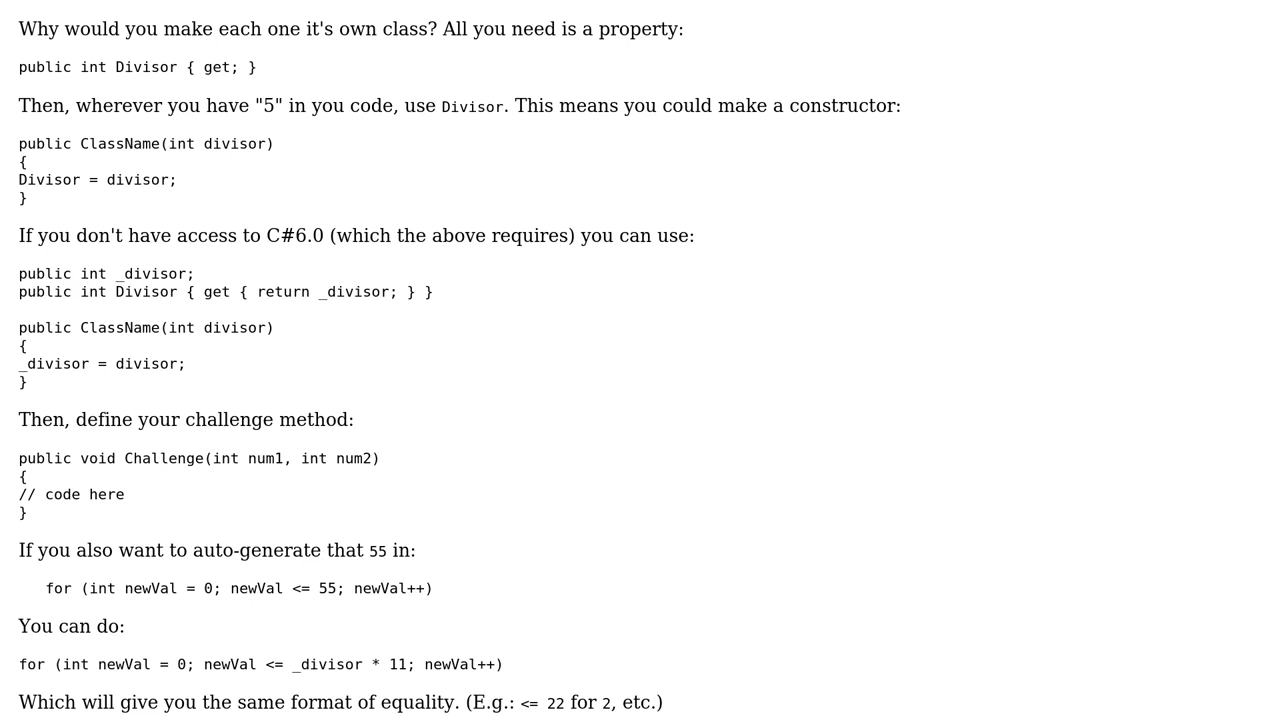 Why would you make each one it's own class? All you need is a property:
public int Divisor { get; }
Then, wherever you have "5" in you code, use Divisor. This means you could make a constructor:
public ClassName(int divisor)
{
Divisor = divisor;
}
If you don't have access to C#6.0 (which the above requires) you can use:
public int _divisor;
public int Divisor { get { return _divisor; } }
public ClassName(int divisor)
{
_divisor = divisor;
}
Then, define your challenge method:
public void Challenge(int num1, int num2)
{
// code here
}
If you also want to auto-generate that 55 in:
for (int newVal = 0; newVal <= 55; newVal++)
You can do:
for (int newVal = 0; newVal <= _divisor * 11; newVal++)
Which will give you the same format of equality. (E.g.: <= 22 for 2, etc.)